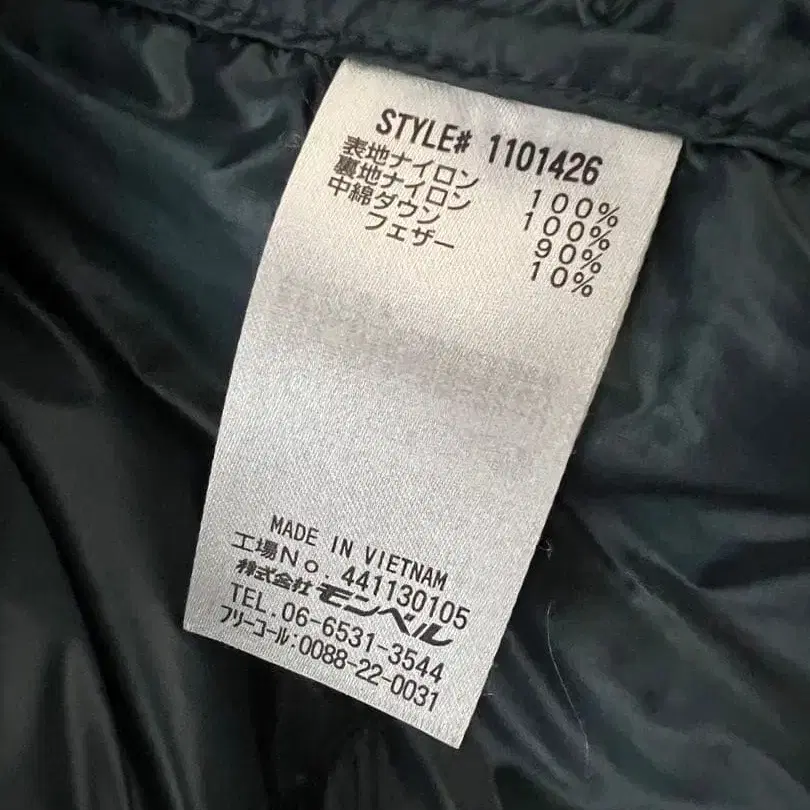 STYLE# 1101426
表地ナイロン 100%
裏地ナイロン 100%
中綿ダウン 90%
フェザー 10%
MADE IN VIETNAM
工場No 441130105
株式会社 モンベル
TEL.06-6531-3544
フリーコール:0088-22-0031